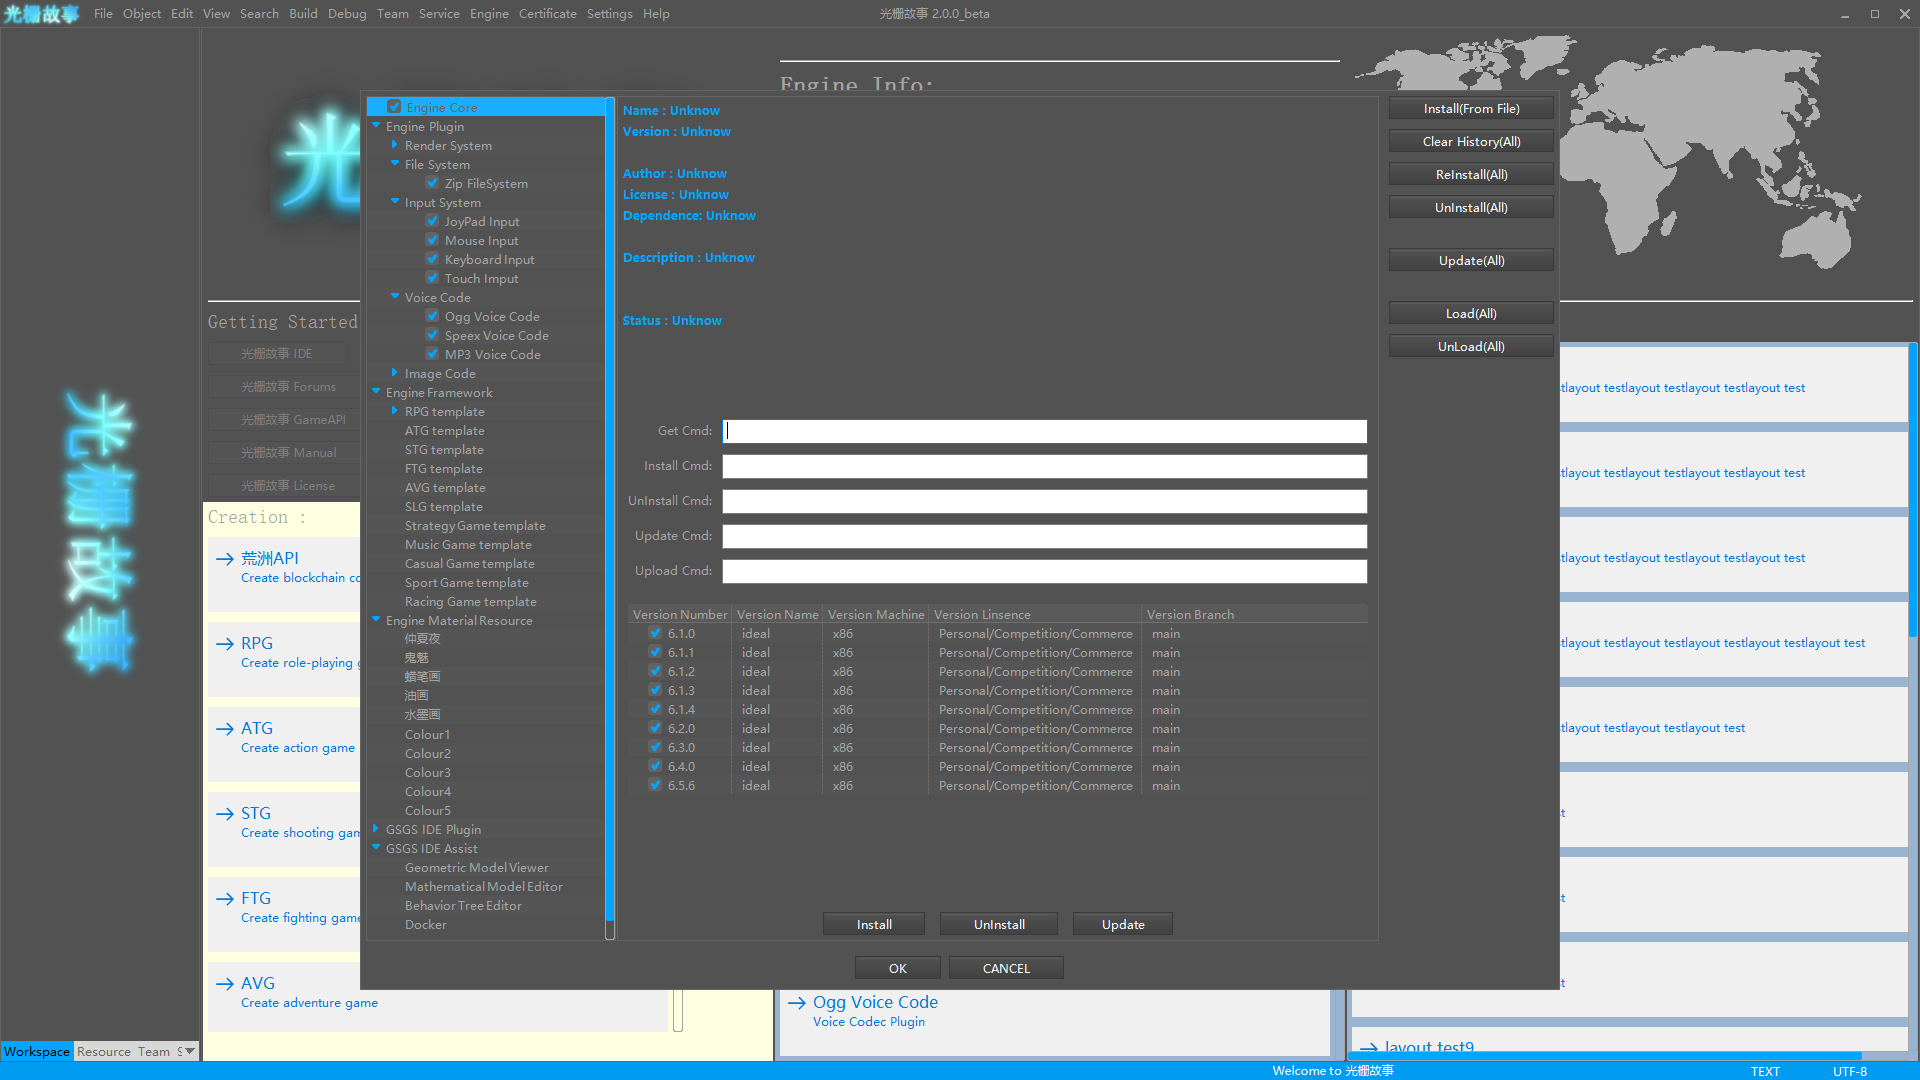 光栅故事 File Object Edit View Search Build Debug Team Service Engine Certificate Settings Help
光栅故事 2.0.0_beta
Engine Info:
光
光栅故事
Getting Started
光栅故事 IDE
光栅故事 Forums
光栅故事 GameAPI
光栅故事 Manual
光栅故事 License
Creation :
荒洲API
Create blockchain
RPG
Create role-playing
ATG
Create action game
STG
Create shooting
FTG
Create fighting
AVG
Create adventure game
Engine Core
Engine Plugin
Render System
File System
Zip FileSystem
Input System
JoyPad Input
Mouse Input
Keyboard Input
Touch Imput
Voice Code
Ogg Voice Code
Speex Voice Code
MP3 Voice Code
Image Code
Engine Framework
RPG template
ATG template
STG template
FTG template
AVG template
SLG template
Strategy Game template
Music Game template
Casual Game template
Sport Game template
Racing Game template
Engine Material Resource
仲夏夜
鬼魅
蜡笔画
油画
水墨画
Colour1
Colour2
Colour3
Colour4
Colour5
GSGS IDE Plugin
GSGS IDE Assist
Geometric Model Viewer
Mathematical Model Editor
Behavior Tree Editor
Docker
Name : Unknow
Version : Unknow
Author : Unknow
License : Unknow
Dependence: Unknow
Description : Unknow
Status : Unknow
Get Cmd:
Install Cmd:
UnInstall Cmd:
Update Cmd:
Upload Cmd:
Version Number Version Name Version Machine Version Linsence Version Branch
6.1.0 ideal x86 Personal/Competition/Commerce main
6.1.1 ideal x86 Personal/Competition/Commerce main
6.1.2 ideal x86 Personal/Competition/Commerce main
6.1.3 ideal x86 Personal/Competition/Commerce main
6.1.4 ideal x86 Personal/Competition/Commerce main
6.2.0 ideal x86 Personal/Competition/Commerce main
6.3.0 ideal x86 Personal/Competition/Commerce main
6.4.0 ideal x86 Personal/Competition/Commerce main
6.5.6 ideal x86 Personal/Competition/Commerce main
Install UnInstall Update
OK CANCEL
Install(From File)
Clear History(All)
ReInstall(All)
UnInstall(All)
Update(All)
Load(All)
UnLoad(All)
tlayout testlayout testlayout testlayout test
tlayout testlayout testlayout testlayout test
tlayout testlayout testlayout testlayout test
tlayout testlayout testlayout testlayout testlayout test
tlayout testlayout testlayout test
t
t
t
Ogg Voice Code
Voice Codec Plugin
layout test9
Workspace Resource Team S
Welcome to 光栅故事 TEXT UTF-8